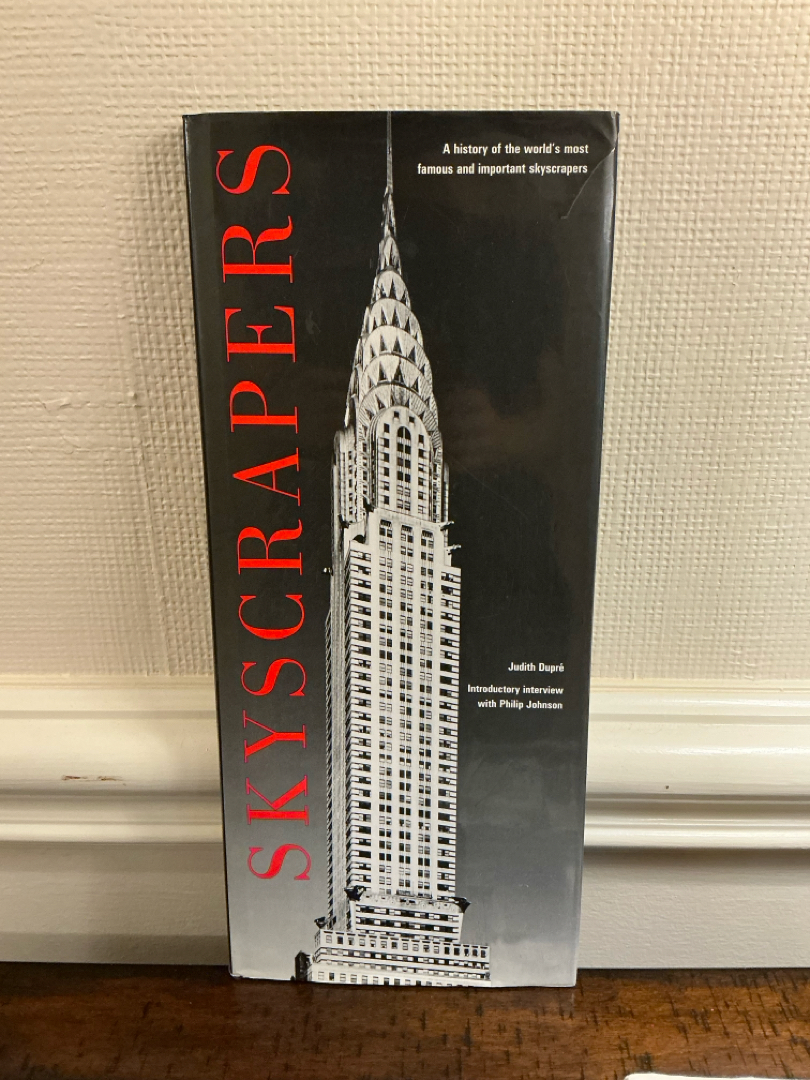 SKYSCRAPERS
A history of the world's most
famous and important skyscrapers
Judith Dupré
Introductory interview
with Philip Johnson